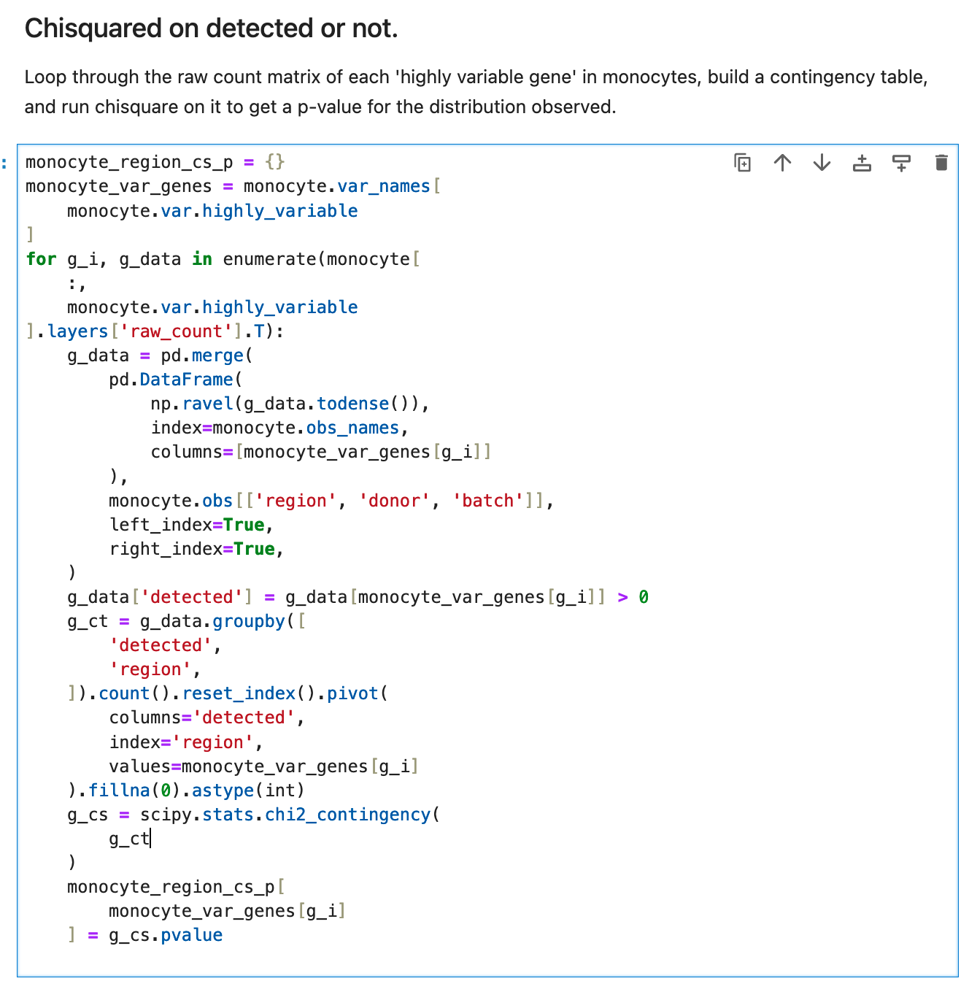 Chisquared on detected or not.
Loop through the raw count matrix of each 'highly variable gene' in monocytes, build a contingency table,
and run chisquare on it to get a p-value for the distribution observed.
:
monocyte_region_cs_p = {}
monocyte_var_genes = monocyte.var_names[
    monocyte.var.highly_variable
]
for g_i, g_data in enumerate(monocyte[
    :,
    monocyte.var.highly_variable
].layers['raw_count'].T):
    g_data = pd.merge(
        pd.DataFrame(
            np.ravel(g_data.todense()),
            index=monocyte.obs_names,
            columns=[monocyte_var_genes[g_i]]
        ),
        monocyte.obs[['region', 'donor', 'batch']],
        left_index=True,
        right_index=True,
    )
    g_data['detected'] = g_data[monocyte_var_genes[g_i]] > 0
    g_ct = g_data.groupby([
        'detected',
        'region',
    ]).count().reset_index().pivot(
        columns='detected',
        index='region',
        values=monocyte_var_genes[g_i]
    ).fillna(0).astype(int)
    g_cs = scipy.stats.chi2_contingency(
        g_ct
    )
    monocyte_region_cs_p[
        monocyte_var_genes[g_i]
    ] = g_cs.pvalue